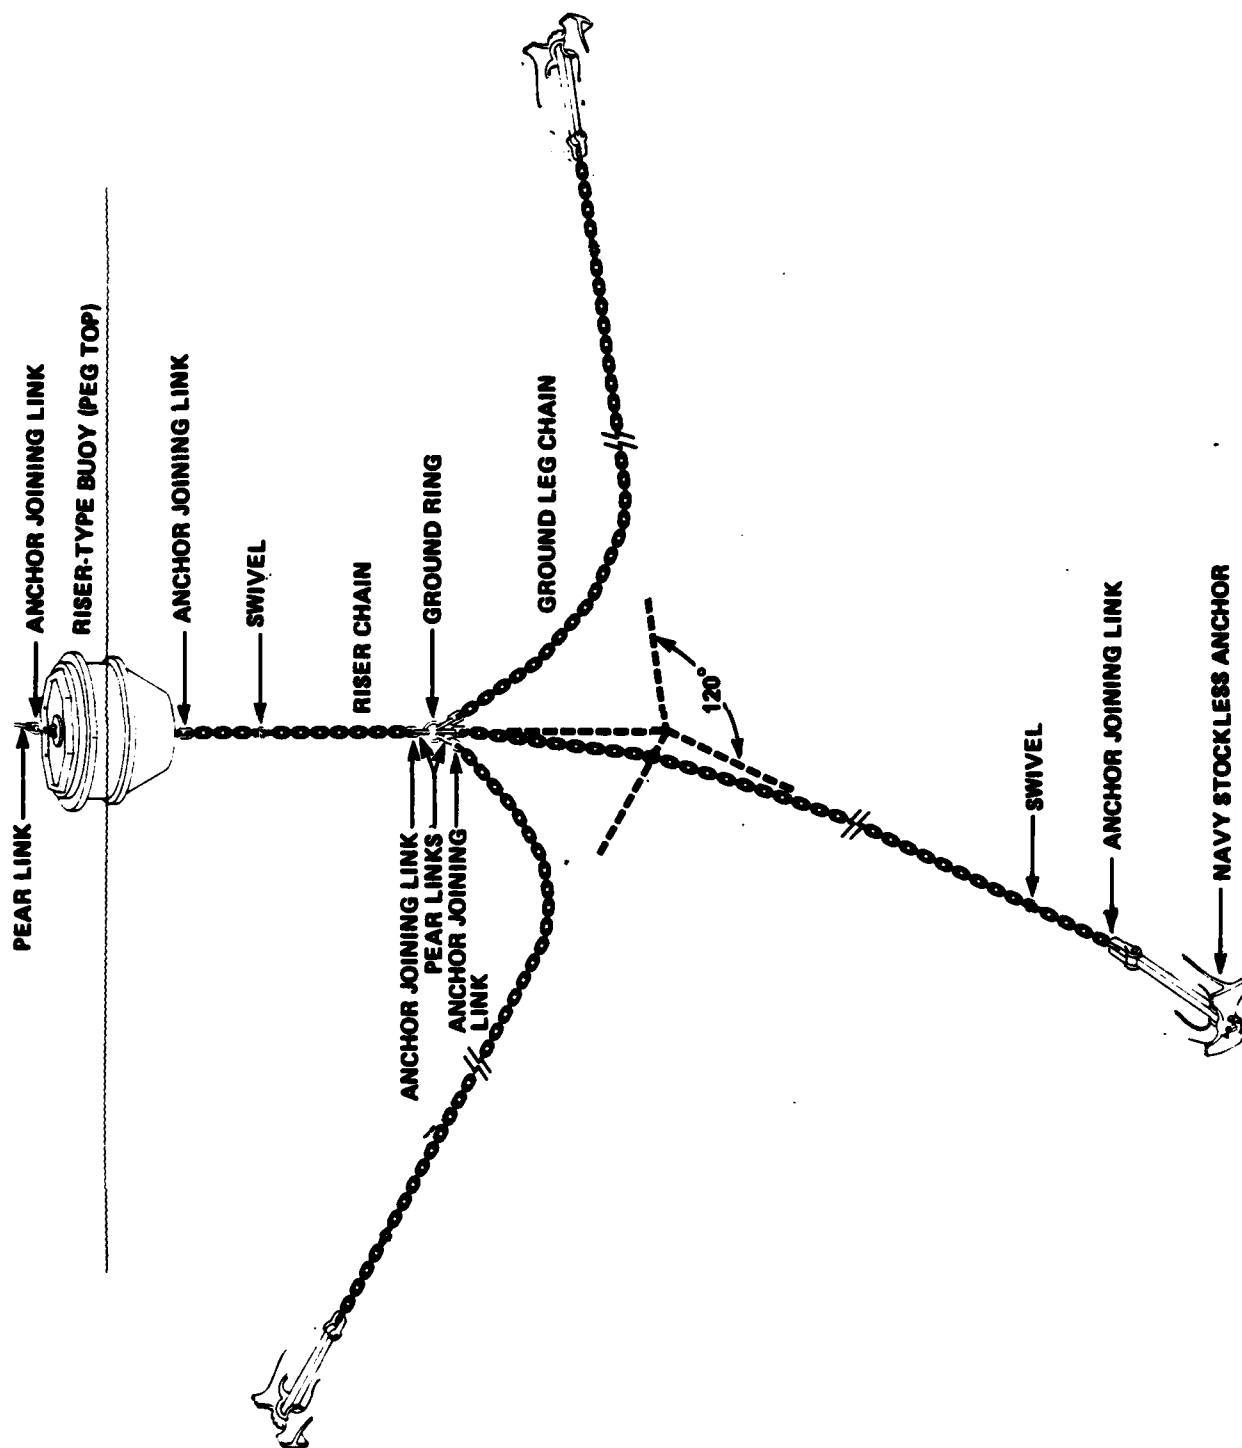 PEAR LINK
ANCHOR JOINING LINK
RISER-TYPE BUOY (PEG TOP)
ANCHOR JOINING LINK
SWIVEL
RISER CHAIN
ANCHOR JOINING LINK
PEAR LINKS
ANCHOR JOINING
LINK
GROUND RING
GROUND LEG CHAIN
120°
SWIVEL
ANCHOR JOINING LINK
NAVY STOCKLESS ANCHOR